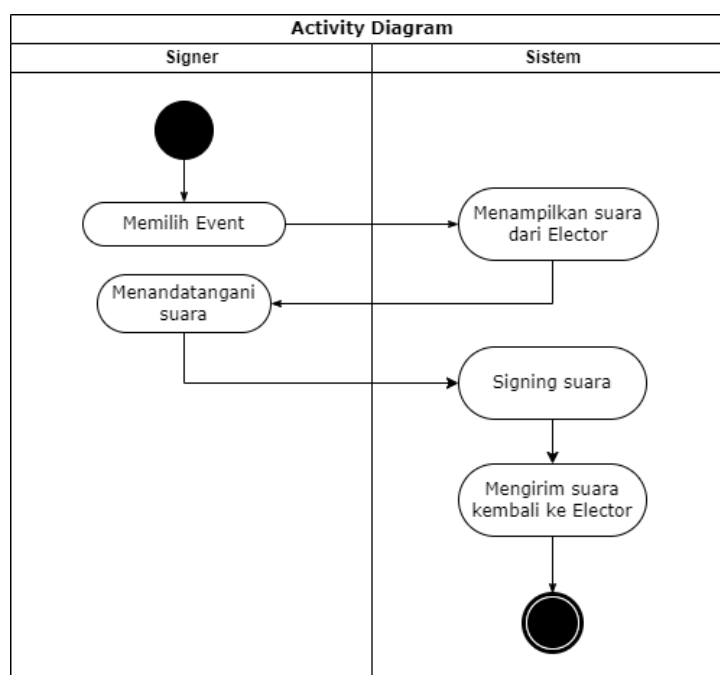 Activity Diagram
Signer
Sistem
Memilih Event
Menampilkan suara
dari Elector
Menandatangani
suara
Signing suara
Mengirim suara
kembali ke Elector